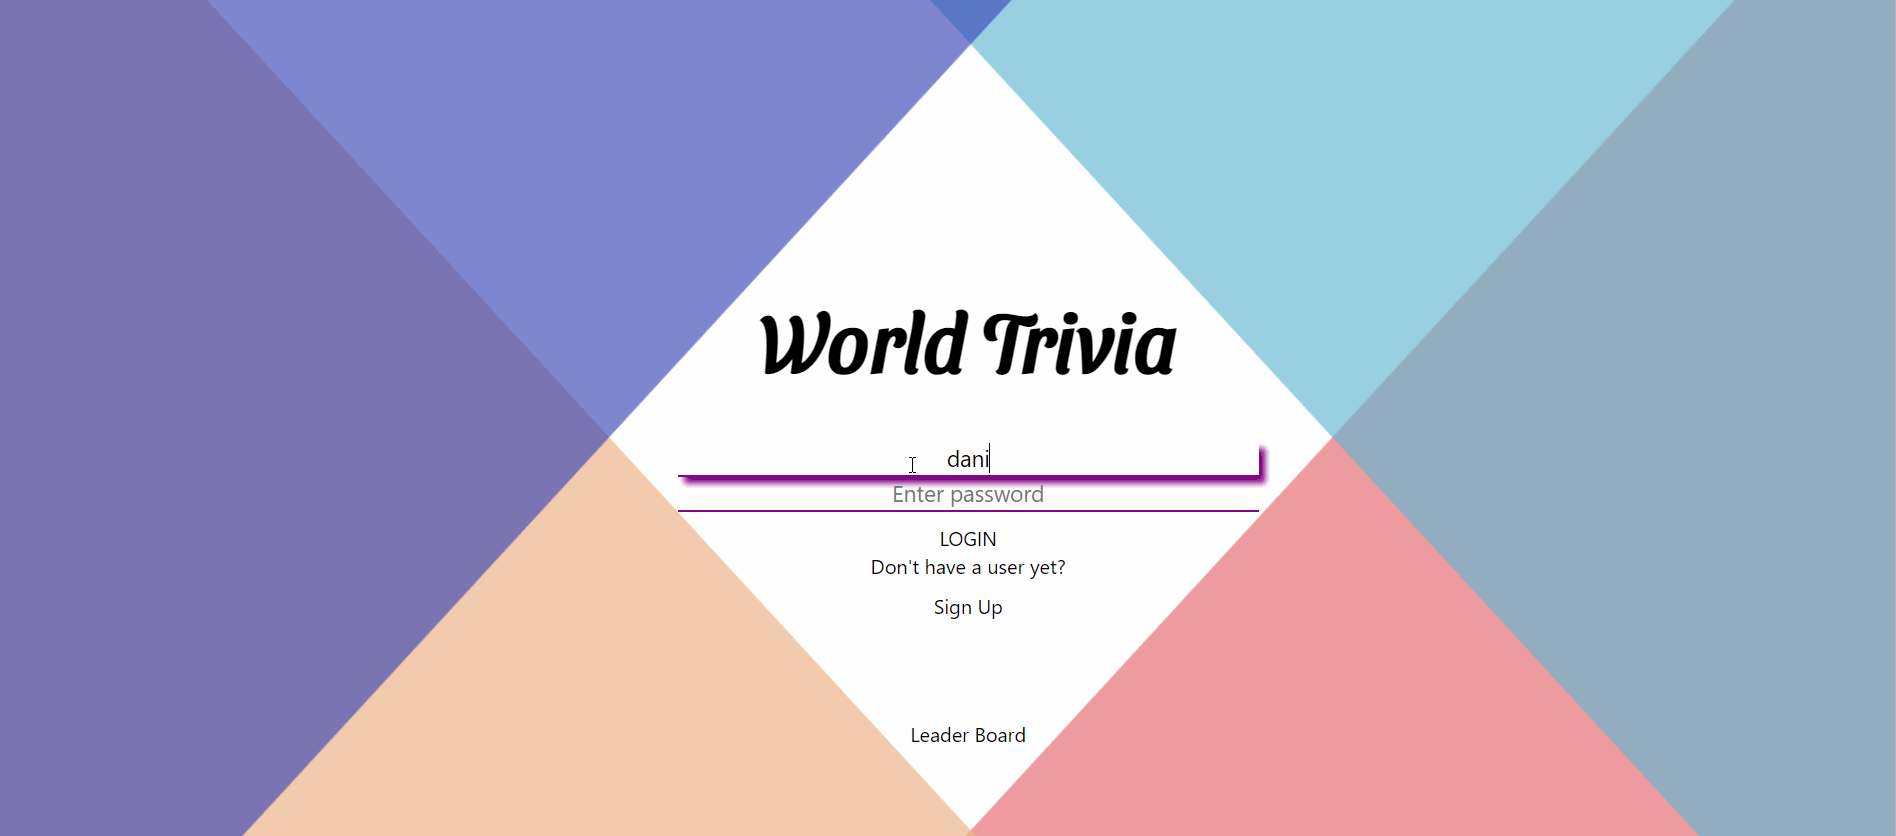 World Trivia
dani
Enter password
LOGIN
Don't have a user yet?
Sign Up
Leader Board